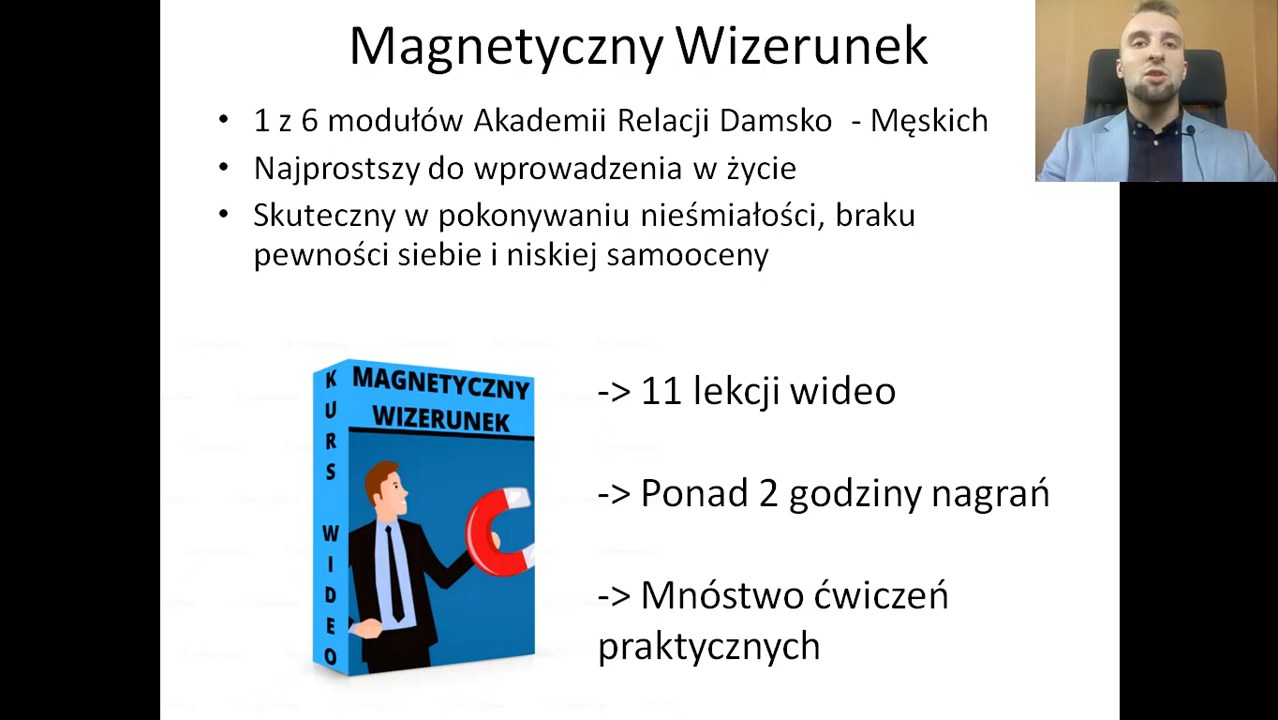 Magnetyczny Wizerunek
• 1 z 6 modułów Akademii Relacji Damsko - Męskich
• Najprostszy do wprowadzenia w życie
• Skuteczny w pokonywaniu nieśmiałości, braku
pewności siebie i niskiej samooceny
KURS WIDEO
MAGNETYCZNY
WIZERUNEK
-> 11 lekcji wideo
-> Ponad 2 godziny nagrań
-> Mnóstwo ćwiczeń
praktycznych